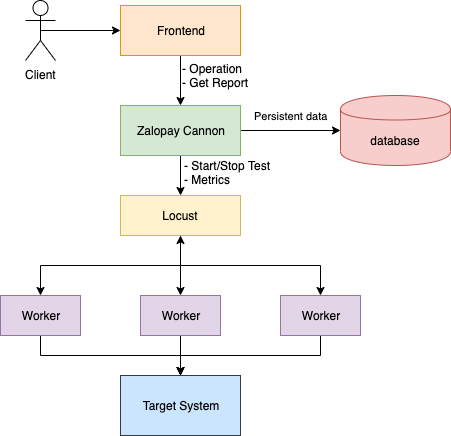 Frontend
Client
- Operation
- Get Report
Zalopay Cannon
Persistent data
database
- Start/Stop Test
- Metrics
Locust
Worker
Worker
Worker
Target System